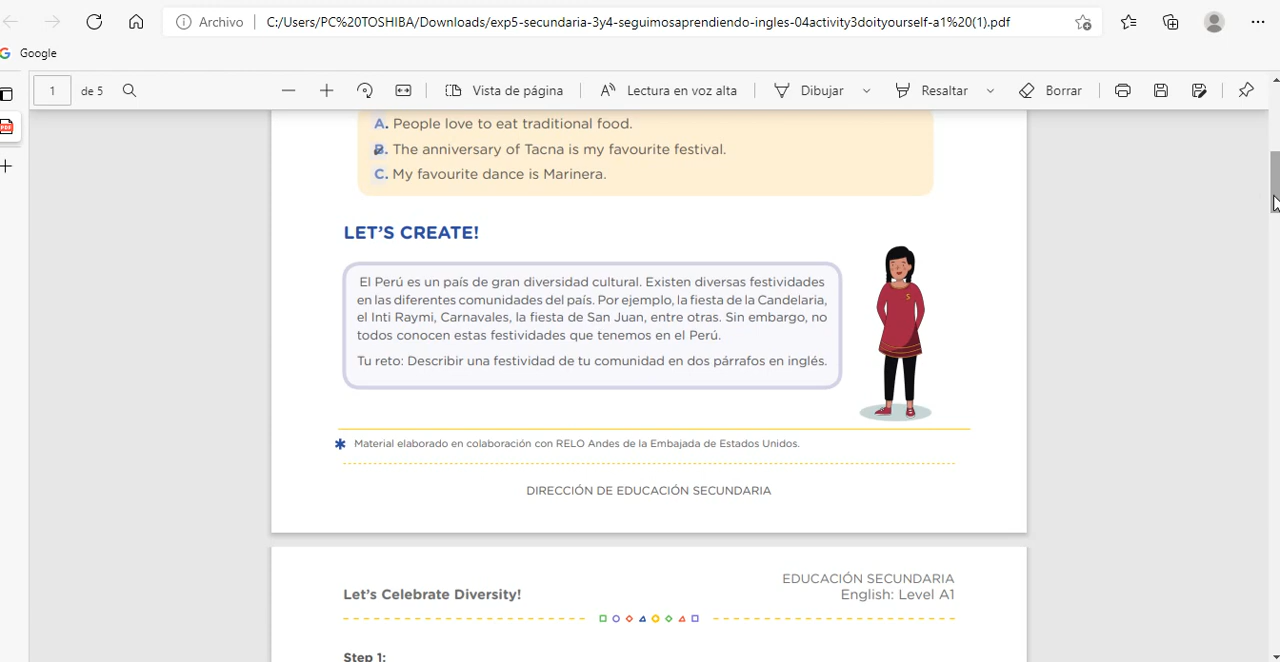 Archivo
C:/Users/PC%20TOSHIBA/Downloads/exp5-secundaria-3y4-seguimosaprendiendo-ingles-04activity3doityourself-a1%20(1).pdf
Google
1 de 5
Vista de página
Lectura en voz alta
Dibujar
Resaltar
Borrar
PDF
A. People love to eat traditional food.
B. The anniversary of Tacna is my favourite festival.
C. My favourite dance is Marinera.
LET'S CREATE!
El Perú es un país de gran diversidad cultural. Existen diversas festividades
en las diferentes comunidades del país. Por ejemplo, la fiesta de la Candelaria,
el Inti Raymi, Carnavales, la fiesta de San Juan, entre otras. Sin embargo, no
todos conocen estas festividades que tenemos en el Perú.
Tu reto: Describir una festividad de tu comunidad en dos párrafos en inglés.
* Material elaborado en colaboración con RELO Andes de la Embajada de Estados Unidos.
DIRECCIÓN DE EDUCACIÓN SECUNDARIA
EDUCACIÓN SECUNDARIA
Let's Celebrate Diversity!
English: Level A1
Step 1: